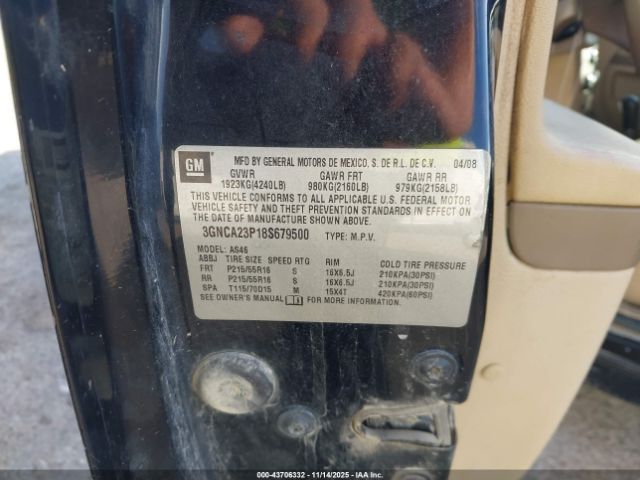 GM
MFD BY GENERAL MOTORS DE MEXICO, S. DE R.L. DE C.V. 04/08
GVWR GAWR FRT GAWR RR
1923KG(4240LB) 980KG(2160LB) 979KG(2158LB)
THIS VEHICLE CONFORMS TO ALL APPLICABLE U.S. FEDERAL MOTOR
VEHICLE SAFETY AND THEFT PREVENTION STANDARDS IN EFFECT ON
THE DATE OF MANUFACTURE SHOWN ABOVE.
3GNCA23P18S679500 TYPE: M.P.V.
MODEL: AS46
ABBJ TIRE SIZE SPEED RTG RIM COLD TIRE PRESSURE
FRT P215/55R16 S 16X6.5J 210KPA(30PSI)
RR P215/55R16 S 16X6.5J 210KPA(30PSI)
SPA T115/70D15 M 15X4T 420KPA(60PSI)
SEE OWNER'S MANUAL i FOR MORE INFORMATION.
000-43706332 11/14/2025 copart.com